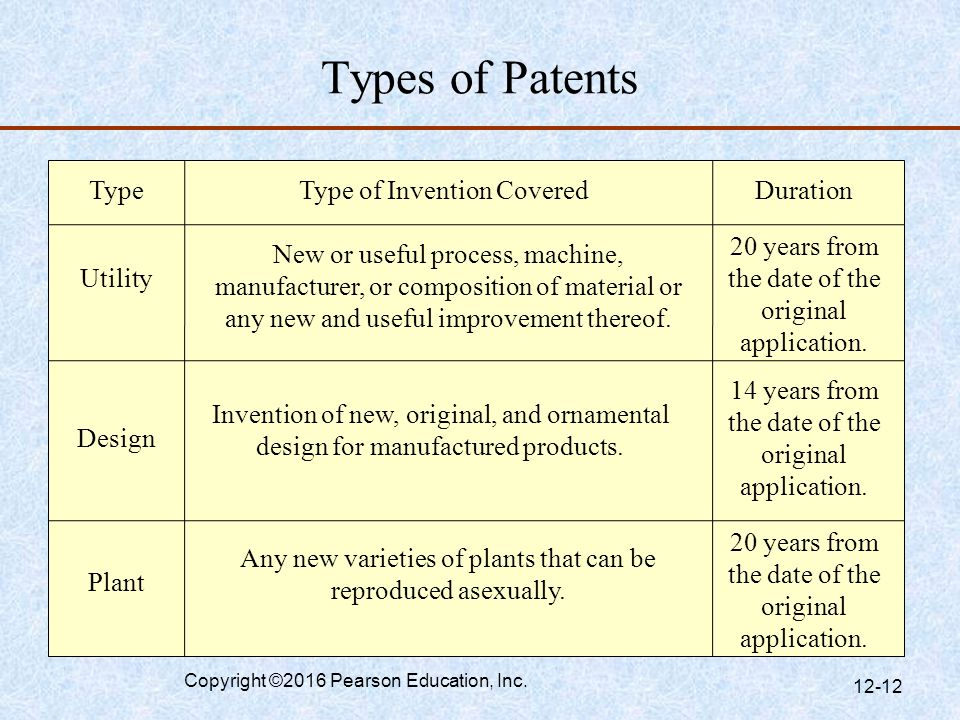 Types of Patents
Type
Type of Invention Covered
Duration
Utility
New or useful process, machine,
manufacturer, or composition of material or
any new and useful improvement thereof.
20 years from
the date of the
original
application.
Design
Invention of new, original, and ornamental
design for manufactured products.
14 years from
the date of the
original
application.
Plant
Any new varieties of plants that can be
reproduced asexually.
20 years from
the date of the
original
application.
Copyright ©2016 Pearson Education, Inc.
12-12